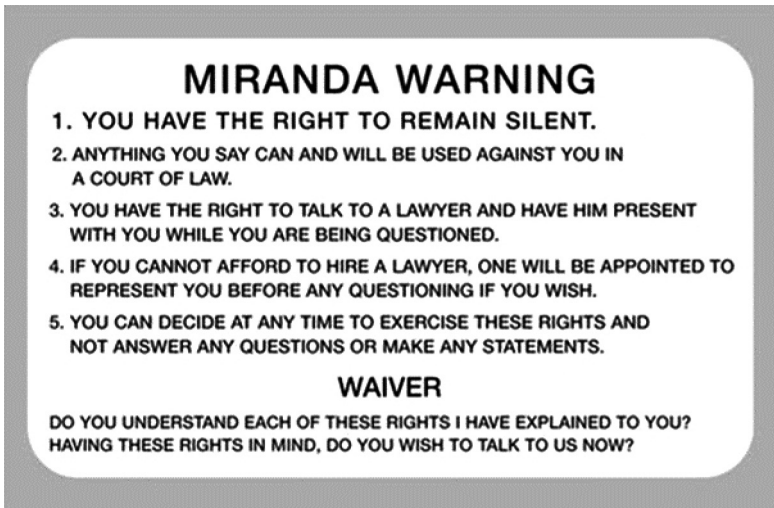 MIRANDA WARNING
1. YOU HAVE THE RIGHT TO REMAIN SILENT.
2. ANYTHING YOU SAY CAN AND WILL BE USED AGAINST YOU IN
A COURT OF LAW.
3. YOU HAVE THE RIGHT TO TALK TO A LAWYER AND HAVE HIM PRESENT
WITH YOU WHILE YOU ARE BEING QUESTIONED.
4. IF YOU CANNOT AFFORD TO HIRE A LAWYER, ONE WILL BE APPOINTED TO
REPRESENT YOU BEFORE ANY QUESTIONING IF YOU WISH.
5. YOU CAN DECIDE AT ANY TIME TO EXERCISE THESE RIGHTS AND
NOT ANSWER ANY QUESTIONS OR MAKE ANY STATEMENTS.
WAIVER
DO YOU UNDERSTAND EACH OF THESE RIGHTS I HAVE EXPLAINED TO YOU?
HAVING THESE RIGHTS IN MIND, DO YOU WISH TO TALK TO US NOW?